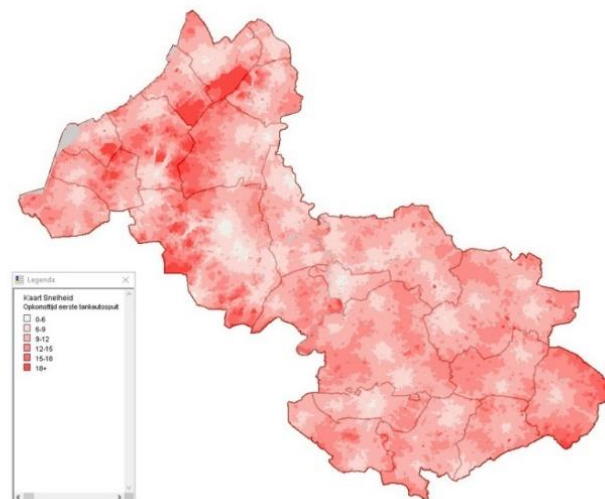 Legenda
Kaart Snelheid
Opkomsttijd eerste tankautospuit
0-6
6-9
9-12
12-15
15-18
18+